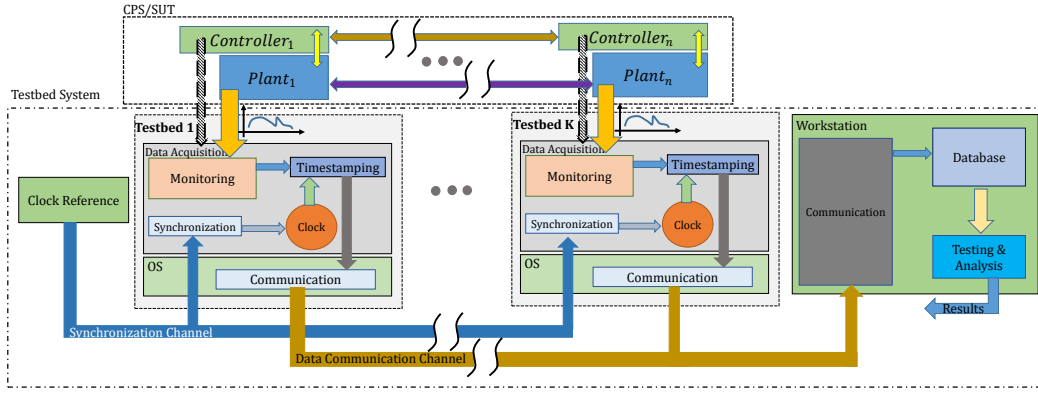 CPS/SUT
Controller₁
Controllerₙ
Plant₁
Plantₙ
Testbed System
Testbed 1
Testbed K
Workstation
Data Acquisition
Monitoring
Timestamping
Synchronization
Clock
OS
Communication
Data Acquisition
Monitoring
Timestamping
Synchronization
Clock
OS
Communication
Communication
Database
Testing &
Analysis
Results
Clock Reference
Synchronization Channel
Data Communication Channel